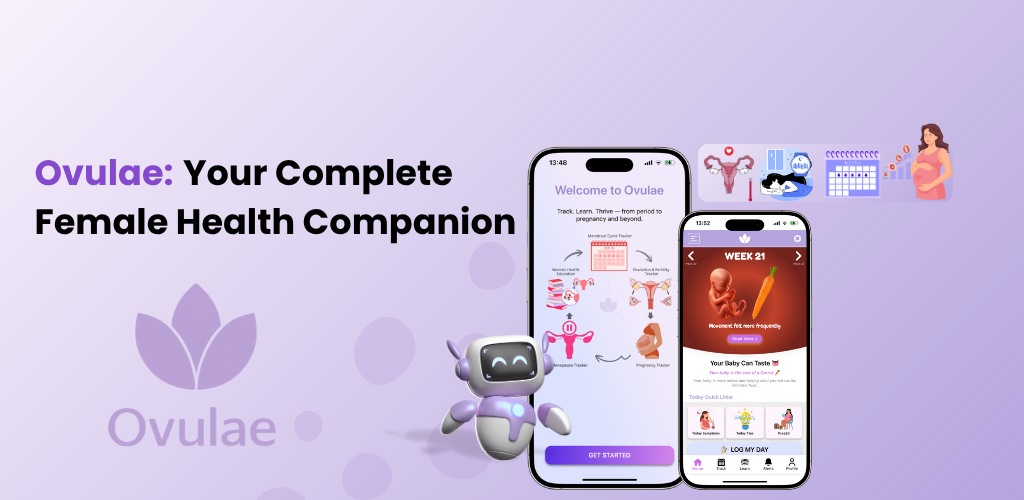 Ovulae: Your Complete
Female Health Companion
Ovulae
13:48
Welcome to Ovulae
Track. Learn. Thrive — from period to
pregnancy and beyond.
Menstrual Cycle Tracker
Women Health
Education
Ovulation & Fertility
Tracker
Menopause Tracker
Pregnancy Tracker
GET STARTED
13:52
WEEK 21
Movement felt more frequently
Read More >
Your Baby Can Taste
Your baby is the size of a Carrot
Today Quick Links
Today Symptoms
Today Tips
LOG MY DAY
Home
Track
Learn
Alerts
Profile